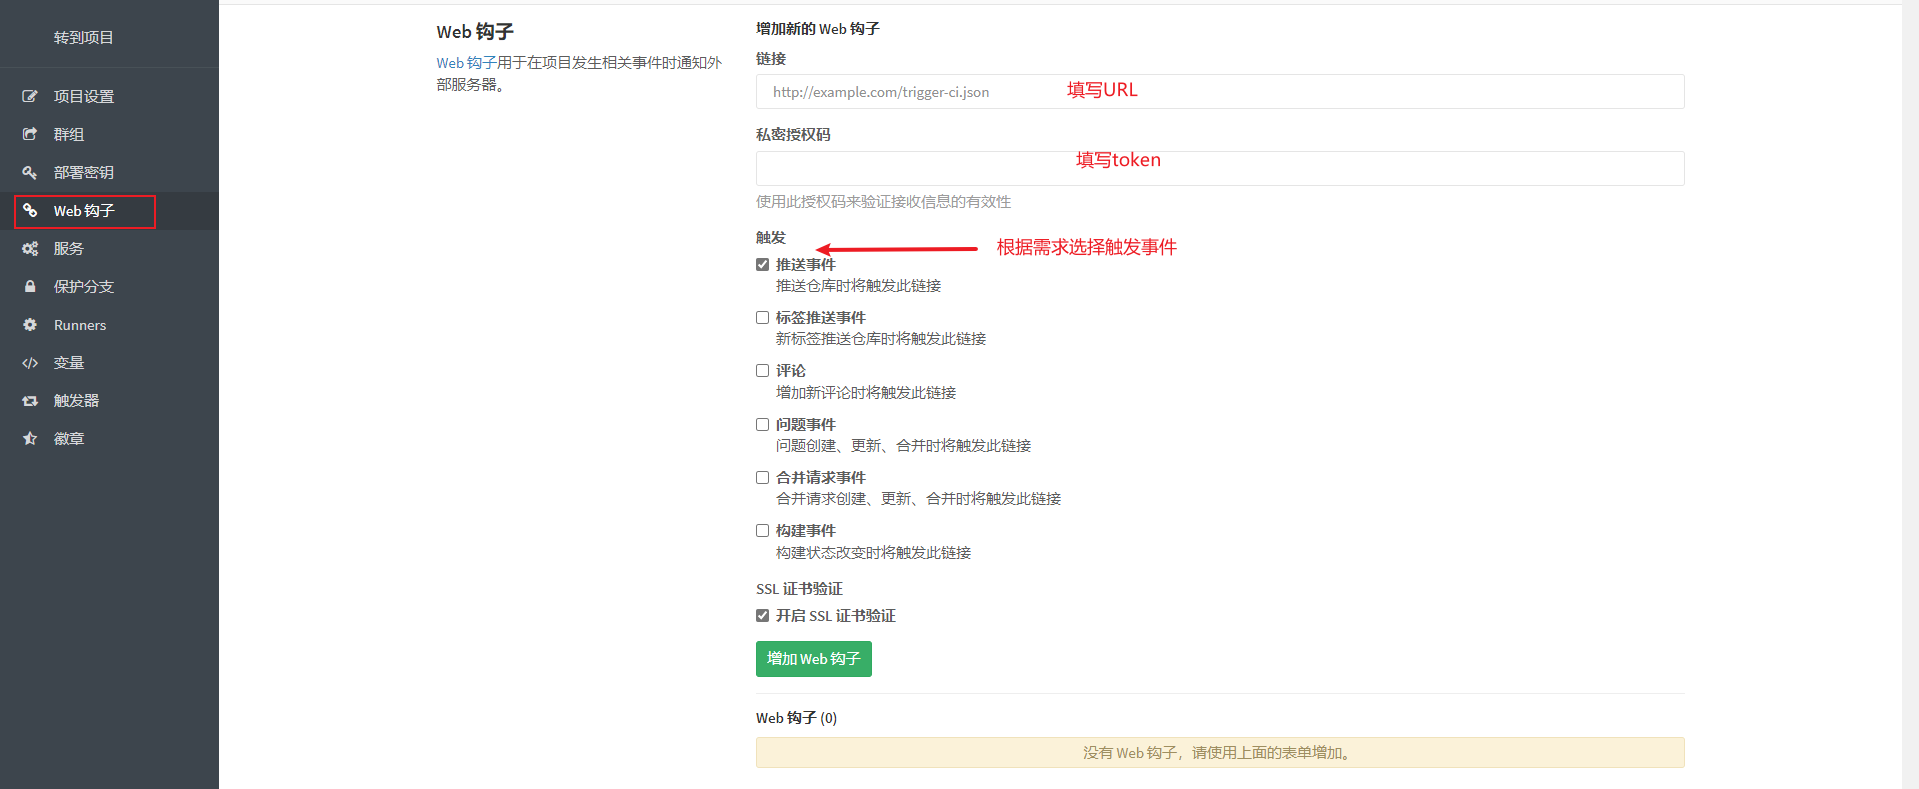 转到项目
项目设置
群组
部署密钥
Web 钩子
服务
保护分支
Runners
变量
触发器
徽章
Web 钩子
Web 钩子用于在项目发生相关事件时通知外
部服务器。
增加新的 Web 钩子
链接
http://example.com/trigger-ci.json
填写URL
私密授权码
填写token
使用此授权码来验证接收信息的有效性
触发
根据需求选择触发事件
推送事件
推送仓库时将触发此链接
标签推送事件
新标签推送仓库时将触发此链接
评论
增加新评论时将触发此链接
问题事件
问题创建、更新、合并时将触发此链接
合并请求事件
合并请求创建、更新、合并时将触发此链接
构建事件
构建状态改变时将触发此链接
SSL 证书验证
开启 SSL 证书验证
增加 Web 钩子
Web 钩子 (0)
没有 Web 钩子，请使用上面的表单增加。